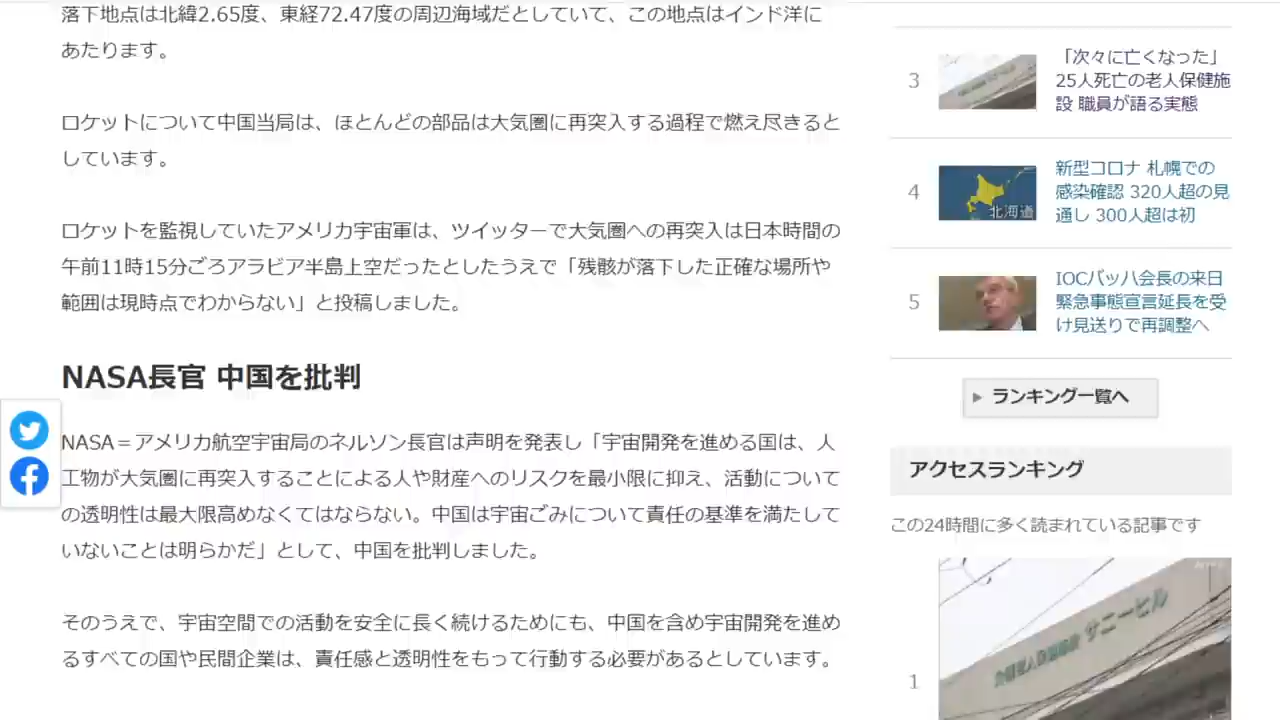 落下地点は北緯2.65度、東経72.47度の周辺海域だとしていて、この地点はインド洋に
あたります。
ロケットについて中国当局は、ほとんどの部品は大気圏に再突入する過程で燃え尽きると
しています。
ロケットを監視していたアメリカ宇宙軍は、ツイッターで大気圏への再突入は日本時間の
午前11時15分ごろアラビア半島上空だったとしたうえで「残骸が落下した正確な場所や
範囲は現時点でわからない」と投稿しました。
NASA長官 中国を批判
NASA＝アメリカ航空宇宙局のネルソン長官は声明を発表し「宇宙開発を進める国は、人
工物が大気圏に再突入することによる人や財産へのリスクを最小限に抑え、活動について
の透明性は最大限高めなくてはならない。中国は宇宙ごみについて責任の基準を満たして
いないことは明らかだ」として、中国を批判しました。
そのうえで、宇宙空間での活動を安全に長く続けるためにも、中国を含め宇宙開発を進め
るすべての国や民間企業は、責任感と透明性をもって行動する必要があるとしています。
3
「次々に亡くなった」
25人死亡の老人保健施
設 職員が語る実態
4
北海道
新型コロナ 札幌での
感染確認 320人超の見
通し 300人超は初
5
IOCバッハ会長の来日
緊急事態宣言延長を受
け見送りで再調整へ
ランキング一覧へ
アクセスランキング
この24時間に多く読まれている記事です
1
サニーヒル